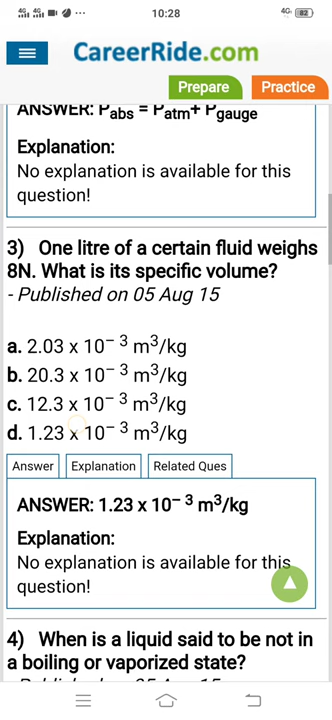 4G 4G ...
10:28
4G 82
CareerRide.com
Prepare
Practice
ANSWER: Pabs = Patm+ Pgauge
Explanation:
No explanation is available for this
question!
3) One litre of a certain fluid weighs
8N. What is its specific volume?
- Published on 05 Aug 15
a. 2.03 x 10⁻ ³ m³/kg
b. 20.3 x 10⁻ ³ m³/kg
c. 12.3 x 10⁻ ³ m³/kg
d. 1.23 x 10⁻ ³ m³/kg
Answer
Explanation
Related Ques
ANSWER: 1.23 x 10⁻ ³ m³/kg
Explanation:
No explanation is available for this
question!
4) When is a liquid said to be not in
a boiling or vaporized state?